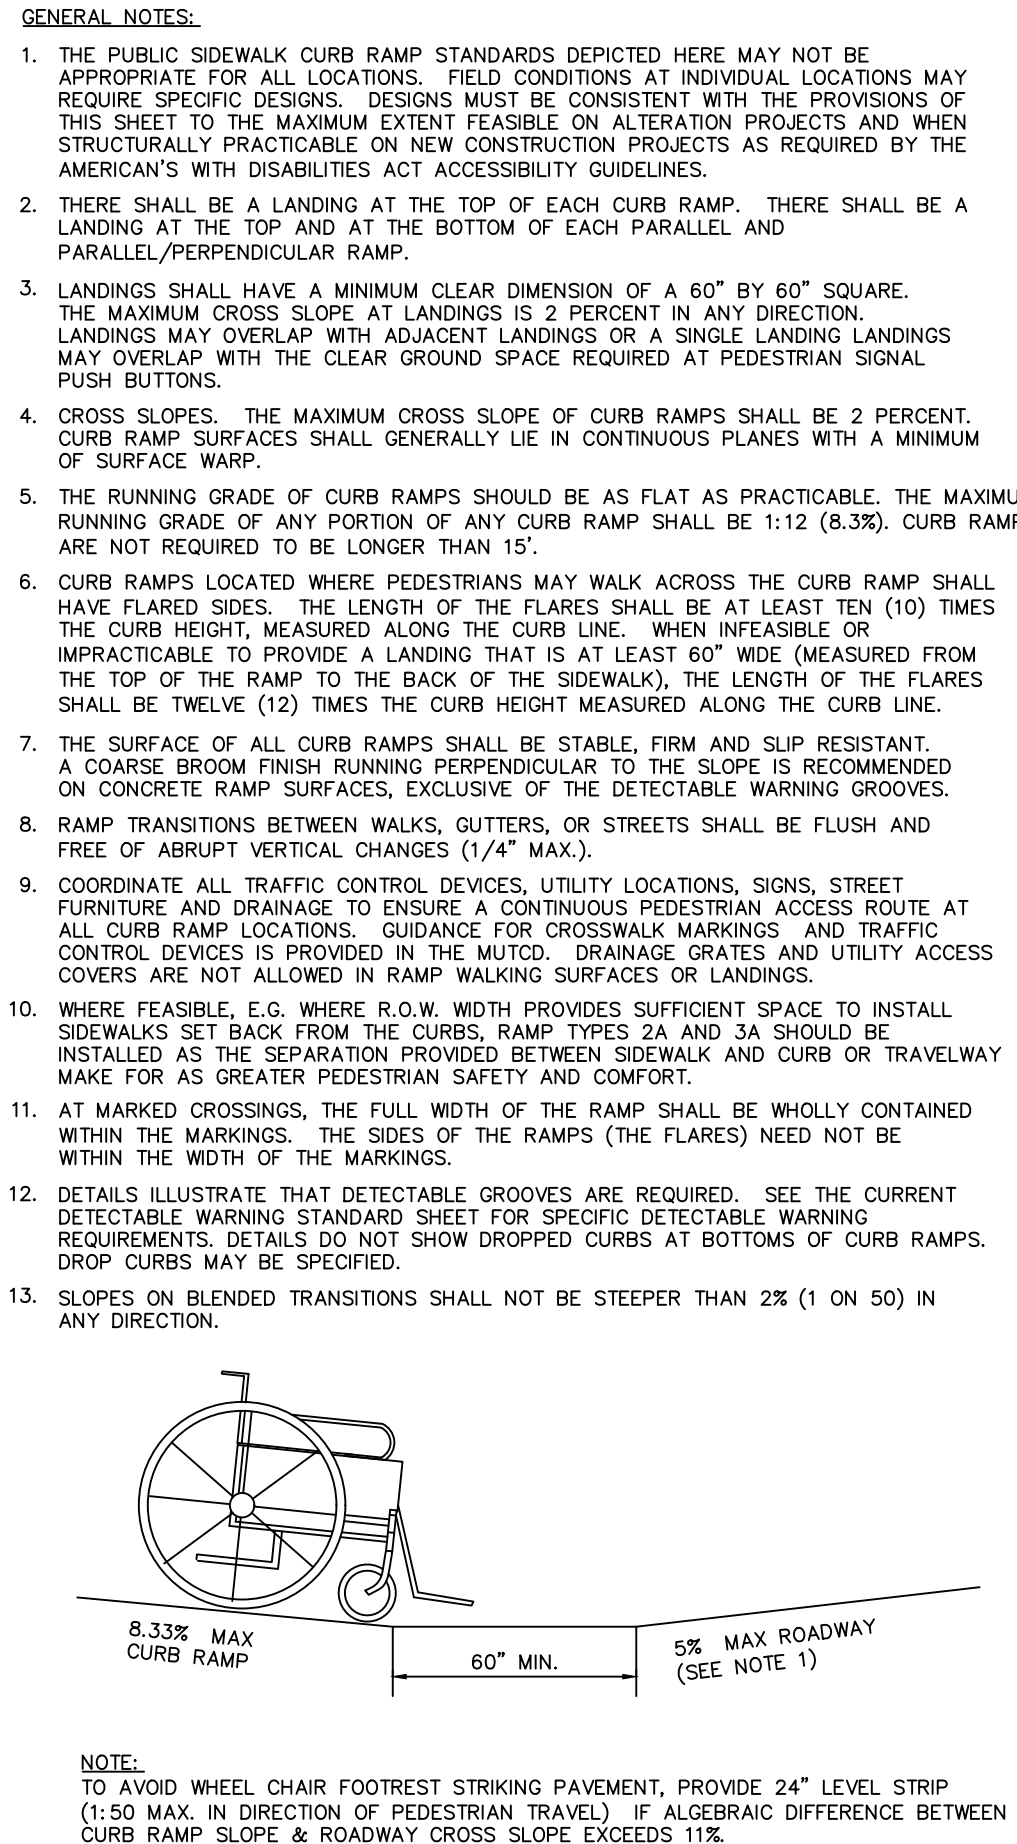 GENERAL NOTES:
1. THE PUBLIC SIDEWALK CURB RAMP STANDARDS DEPICTED HERE MAY NOT BE
APPROPRIATE FOR ALL LOCATIONS. FIELD CONDITIONS AT INDIVIDUAL LOCATIONS MAY
REQUIRE SPECIFIC DESIGNS. DESIGNS MUST BE CONSISTENT WITH THE PROVISIONS OF
THIS SHEET TO THE MAXIMUM EXTENT FEASIBLE ON ALTERATION PROJECTS AND WHEN
STRUCTURALLY PRACTICABLE ON NEW CONSTRUCTION PROJECTS AS REQUIRED BY THE
AMERICAN'S WITH DISABILITIES ACT ACCESSIBILITY GUIDELINES.
2. THERE SHALL BE A LANDING AT THE TOP OF EACH CURB RAMP. THERE SHALL BE A
LANDING AT THE TOP AND AT THE BOTTOM OF EACH PARALLEL AND
PARALLEL/PERPENDICULAR RAMP.
3. LANDINGS SHALL HAVE A MINIMUM CLEAR DIMENSION OF A 60" BY 60" SQUARE.
THE MAXIMUM CROSS SLOPE AT LANDINGS IS 2 PERCENT IN ANY DIRECTION.
LANDINGS MAY OVERLAP WITH ADJACENT LANDINGS OR A SINGLE LANDING LANDINGS
MAY OVERLAP WITH THE CLEAR GROUND SPACE REQUIRED AT PEDESTRIAN SIGNAL
PUSH BUTTONS.
4. CROSS SLOPES. THE MAXIMUM CROSS SLOPE OF CURB RAMPS SHALL BE 2 PERCENT.
CURB RAMP SURFACES SHALL GENERALLY LIE IN CONTINUOUS PLANES WITH A MINIMUM
OF SURFACE WARP.
5. THE RUNNING GRADE OF CURB RAMPS SHOULD BE AS FLAT AS PRACTICABLE. THE MAXIMU
RUNNING GRADE OF ANY PORTION OF ANY CURB RAMP SHALL BE 1:12 (8.3%). CURB RAMP
ARE NOT REQUIRED TO BE LONGER THAN 15'.
6. CURB RAMPS LOCATED WHERE PEDESTRIANS MAY WALK ACROSS THE CURB RAMP SHALL
HAVE FLARED SIDES. THE LENGTH OF THE FLARES SHALL BE AT LEAST TEN (10) TIMES
THE CURB HEIGHT, MEASURED ALONG THE CURB LINE. WHEN INFEASIBLE OR
IMPRACTICABLE TO PROVIDE A LANDING THAT IS AT LEAST 60" WIDE (MEASURED FROM
THE TOP OF THE RAMP TO THE BACK OF THE SIDEWALK), THE LENGTH OF THE FLARES
SHALL BE TWELVE (12) TIMES THE CURB HEIGHT MEASURED ALONG THE CURB LINE.
7. THE SURFACE OF ALL CURB RAMPS SHALL BE STABLE, FIRM AND SLIP RESISTANT.
A COARSE BROOM FINISH RUNNING PERPENDICULAR TO THE SLOPE IS RECOMMENDED
ON CONCRETE RAMP SURFACES, EXCLUSIVE OF THE DETECTABLE WARNING GROOVES.
8. RAMP TRANSITIONS BETWEEN WALKS, GUTTERS, OR STREETS SHALL BE FLUSH AND
FREE OF ABRUPT VERTICAL CHANGES (1/4" MAX.).
9. COORDINATE ALL TRAFFIC CONTROL DEVICES, UTILITY LOCATIONS, SIGNS, STREET
FURNITURE AND DRAINAGE TO ENSURE A CONTINUOUS PEDESTRIAN ACCESS ROUTE AT
ALL CURB RAMP LOCATIONS. GUIDANCE FOR CROSSWALK MARKINGS AND TRAFFIC
CONTROL DEVICES IS PROVIDED IN THE MUTCD. DRAINAGE GRATES AND UTILITY ACCESS
COVERS ARE NOT ALLOWED IN RAMP WALKING SURFACES OR LANDINGS.
10. WHERE FEASIBLE, E.G. WHERE R.O.W. WIDTH PROVIDES SUFFICIENT SPACE TO INSTALL
SIDEWALKS SET BACK FROM THE CURBS, RAMP TYPES 2A AND 3A SHOULD BE
INSTALLED AS THE SEPARATION PROVIDED BETWEEN SIDEWALK AND CURB OR TRAVELWAY
MAKE FOR AS GREATER PEDESTRIAN SAFETY AND COMFORT.
11. AT MARKED CROSSINGS, THE FULL WIDTH OF THE RAMP SHALL BE WHOLLY CONTAINED
WITHIN THE MARKINGS. THE SIDES OF THE RAMPS (THE FLARES) NEED NOT BE
WITHIN THE WIDTH OF THE MARKINGS.
12. DETAILS ILLUSTRATE THAT DETECTABLE GROOVES ARE REQUIRED. SEE THE CURRENT
DETECTABLE WARNING STANDARD SHEET FOR SPECIFIC DETECTABLE WARNING
REQUIREMENTS. DETAILS DO NOT SHOW DROPPED CURBS AT BOTTOMS OF CURB RAMPS.
DROP CURBS MAY BE SPECIFIED.
13. SLOPES ON BLENDED TRANSITIONS SHALL NOT BE STEEPER THAN 2% (1 ON 50) IN
ANY DIRECTION.
8.33% MAX
CURB RAMP
60" MIN.
5% MAX ROADWAY
(SEE NOTE 1)
NOTE:
TO AVOID WHEEL CHAIR FOOTREST STRIKING PAVEMENT, PROVIDE 24" LEVEL STRIP
(1:50 MAX. IN DIRECTION OF PEDESTRIAN TRAVEL) IF ALGEBRAIC DIFFERENCE BETWEEN
CURB RAMP SLOPE & ROADWAY CROSS SLOPE EXCEEDS 11%.